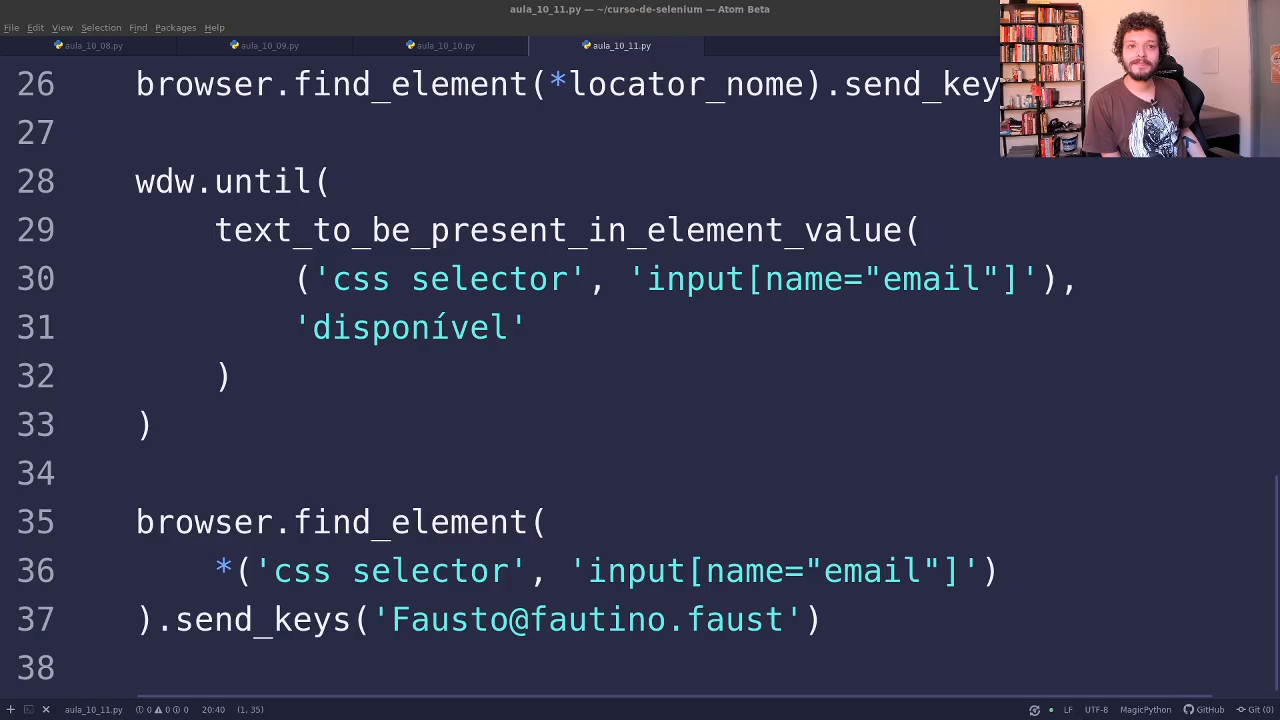 aula_10_11.py — ~/curso-de-selenium — Atom Beta
File Edit View Selection Find Packages Help
aula_10_08.py aula_10_09.py aula_10_10.py aula_10_11.py
26 browser.find_element(*locator_nome).send_key
27
28 wdw.until(
29 text_to_be_present_in_element_value(
30 ('css selector', 'input[name="email"]'),
31 'disponível'
32 )
33 )
34
35 browser.find_element(
36 *('css selector', 'input[name="email"]')
37 ).send_keys('Fausto@fautino.faust')
38
aula_10_11.py 0 0 0 20:40 (1, 35) LF UTF-8 MagicPython GitHub Git (0)